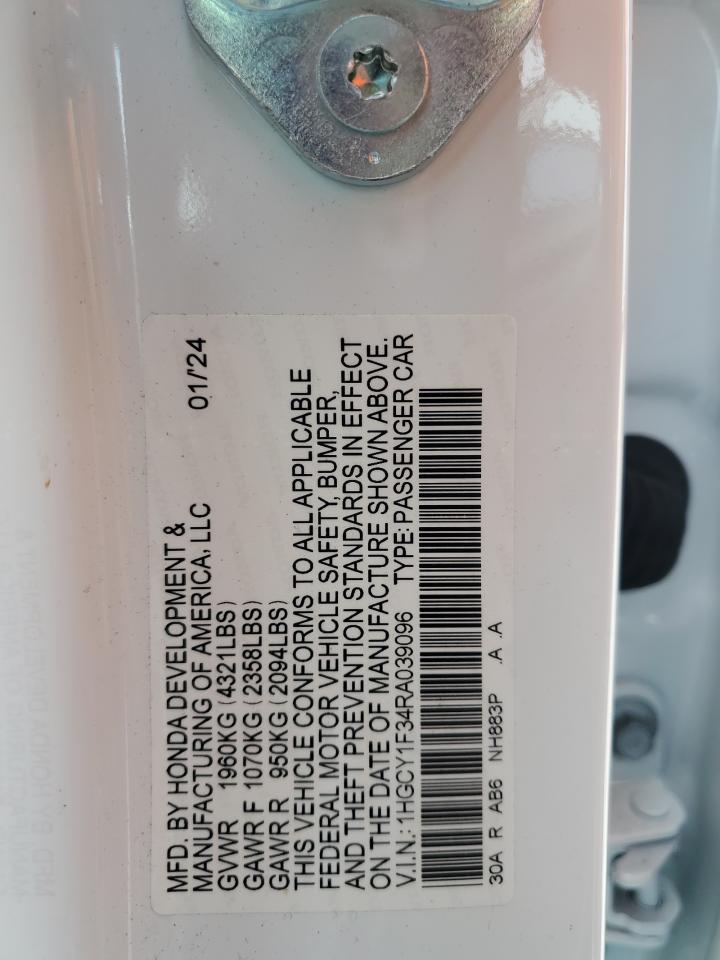 MFD. BY HONDA DEVELOPMENT &
MANUFACTURING OF AMERICA, LLC 01/'24
GVWR 1960KG (4321LBS)
GAWR F 1070KG (2358LBS)
GAWR R 950KG (2094LBS)
THIS VEHICLE CONFORMS TO ALL APPLICABLE
FEDERAL MOTOR VEHICLE SAFETY, BUMPER,
AND THEFT PREVENTION STANDARDS IN EFFECT
ON THE DATE OF MANUFACTURE SHOWN ABOVE.
V.I.N.: 1HGCY1F34RA039096 TYPE: PASSENGER CAR
30A R AB6 NH883P .A .A